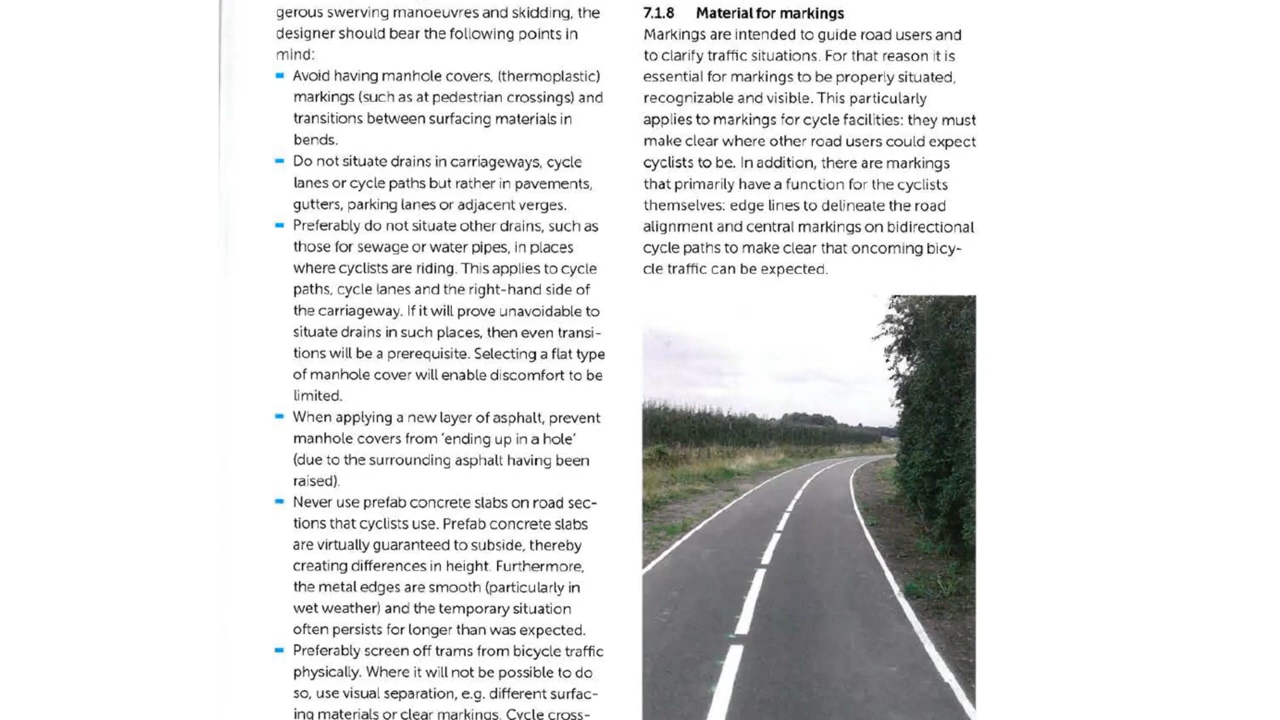 gerous swerving manoeuvres and skidding, the
designer should bear the following points in
mind:
Avoid having manhole covers, (thermoplastic)
markings (such as at pedestrian crossings) and
transitions between surfacing materials in
bends.
Do not situate drains in carriageways, cycle
lanes or cycle paths but rather in pavements,
gutters, parking lanes or adjacent verges.
Preferably do not situate other drains, such as
those for sewage or water pipes, in places
where cyclists are riding. This applies to cycle
paths, cycle lanes and the right-hand side of
the carriageway. If it will prove unavoidable to
situate drains in such places, then even transi-
tions will be a prerequisite. Selecting a flat type
of manhole cover will enable discomfort to be
limited.
When applying a new layer of asphalt, prevent
manhole covers from 'ending up in a hole'
(due to the surrounding asphalt having been
raised).
Never use prefab concrete slabs on road sec-
tions that cyclists use. Prefab concrete slabs
are virtually guaranteed to subside, thereby
creating differences in height. Furthermore,
the metal edges are smooth (particularly in
wet weather) and the temporary situation
often persists for longer than was expected.
Preferably screen off trams from bicycle traffic
physically. Where it will not be possible to do
so, use visual separation, e.g. different surfac-
ing materials or clear markings. Cycle cross-
7.1.8 Material for markings
Markings are intended to guide road users and
to clarify traffic situations. For that reason it is
essential for markings to be properly situated,
recognizable and visible. This particularly
applies to markings for cycle facilities: they must
make clear where other road users could expect
cyclists to be. In addition, there are markings
that primarily have a function for the cyclists
themselves: edge lines to delineate the road
alignment and central markings on bidirectional
cycle paths to make clear that oncoming bicy-
cle traffic can be expected.